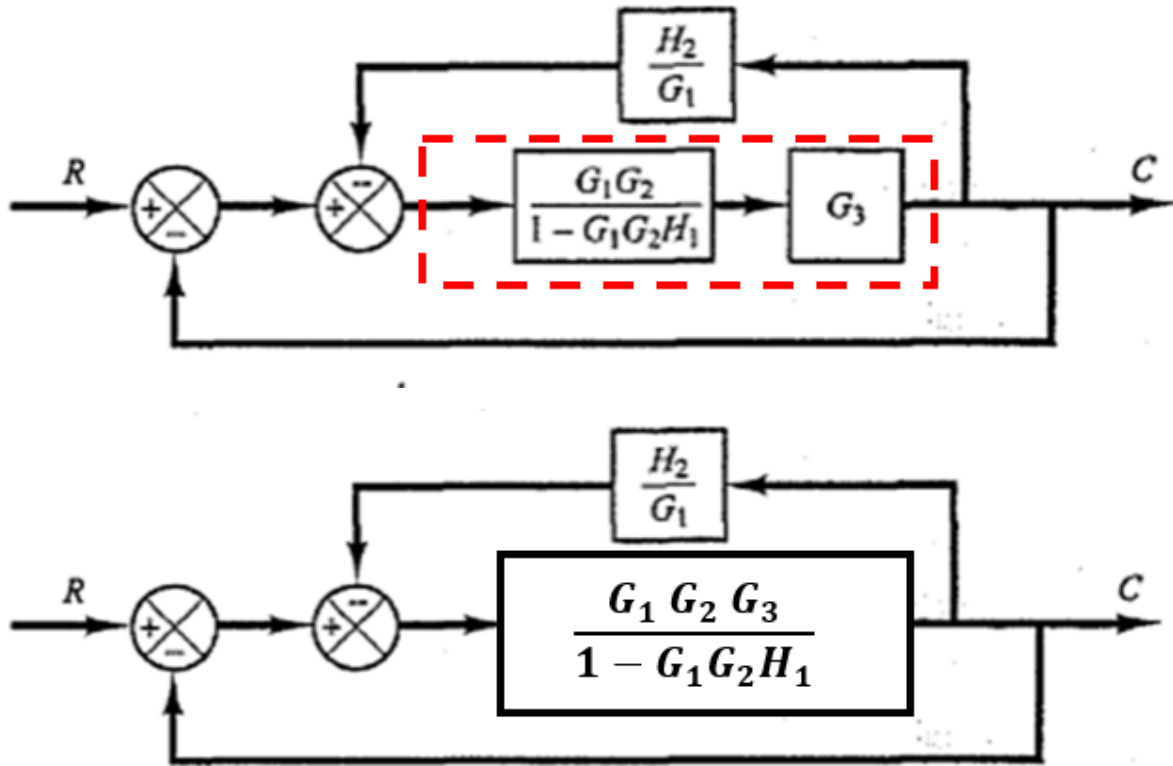 H₂
G₁
R
C
+
-
+
--
G₁G₂
1 - G₁G₂H₁
G₃
H₂
G₁
R
C
+
--
+
--
G₁ G₂ G₃
1 - G₁G₂H₁